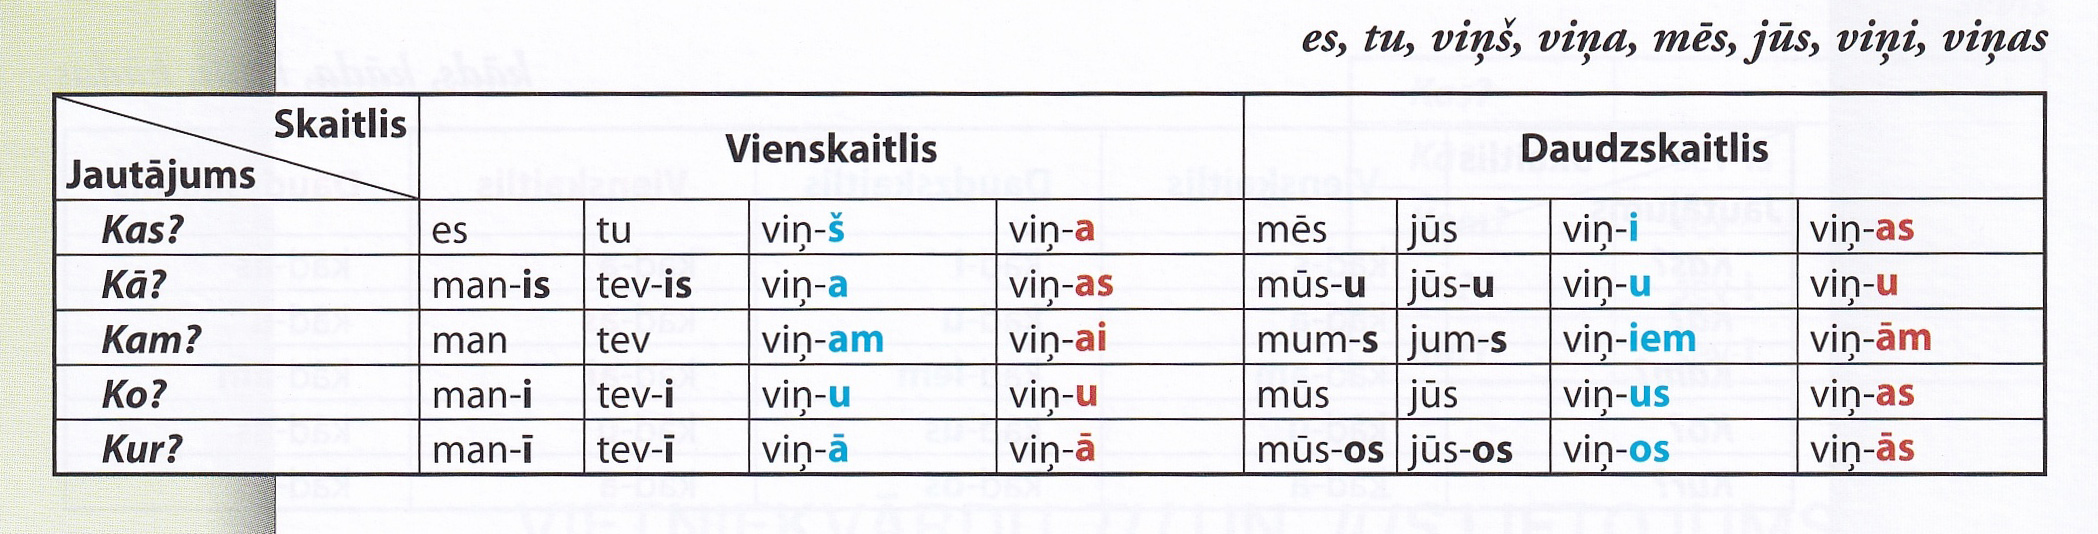 es, tu, viņš, viņa, mēs, jūs, viņi, viņas
Skaitlis
Jautājums
Vienskaitlis Daudzskaitlis
Kas? es tu viņ-š viņ-a mēs jūs viņ-i viņ-as
Kā? man-is tev-is viņ-a viņ-as mūs-u jūs-u viņ-u viņ-u
Kam? man tev viņ-am viņ-ai mum-s jum-s viņ-iem viņ-ām
Ko? man-i tev-i viņ-u viņ-u mūs jūs viņ-us viņ-as
Kur? man-ī tev-ī viņ-ā viņ-ā mūs-os jūs-os viņ-os viņ-ās